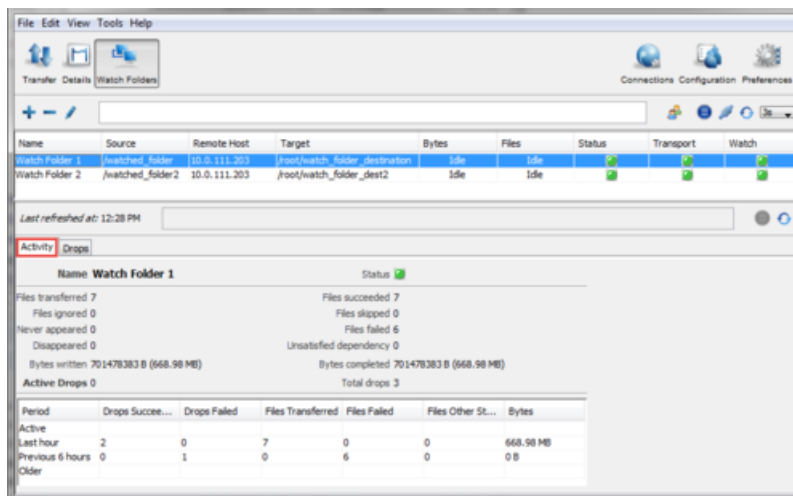 File Edit View Tools Help
Transfer Details Watch Folders Connections Configuration Preferences
3s
Name Source Remote Host Target Bytes Files Status Transport Watch
Watch Folder 1 /watched_folder 10.0.111.203 /root/watch_folder_destination Idle Idle
Watch Folder 2 /watched_folder2 10.0.111.203 /root/watch_folder_dest2 Idle Idle
Last refreshed at: 12:28 PM
Activity Drops
Name Watch Folder 1 Status
Files transferred 7 Files succeeded 7
Files ignored 0 Files skipped 0
Never appeared 0 Files failed 6
Disappeared 0 Unsatisfied dependency 0
Bytes written 701478383 B (668.98 MB) Bytes completed 701478383 B (668.98 MB)
Active Drops 0 Total drops 3
Period Drops Succee... Drops Failed Files Transferred Files Failed Files Other St... Bytes
Active
Last hour 2 0 7 0 0 668.98 MB
Previous 6 hours 0 1 0 6 0 0 B
Older